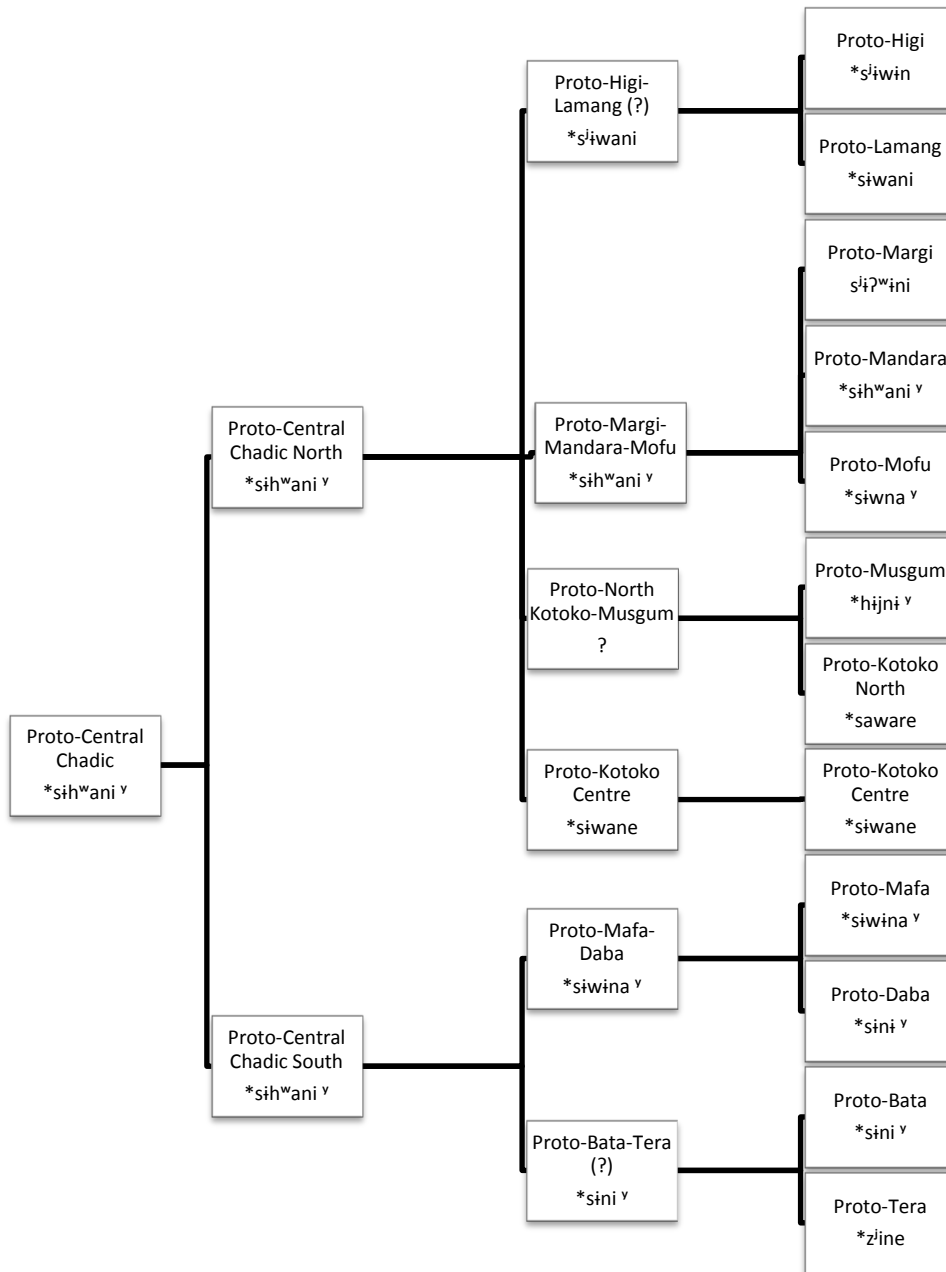 Proto-Central
Chadic
*sɨhʷani ʸ
Proto-Central
Chadic North
*sɨhʷani ʸ
Proto-Central
Chadic South
*sɨhʷani ʸ
Proto-Higi-
Lamang (?)
*sʲɨwani
Proto-Margi-
Mandara-Mofu
*sɨhʷani ʸ
Proto-North
Kotoko-Musgum
?
Proto-Kotoko
Centre
*sɨwane
Proto-Mafa-
Daba
*sɨwɨna ʸ
Proto-Bata-Tera
(?)
*sɨni ʸ
Proto-Higi
*sʲɨwɨn
Proto-Lamang
*sɨwani
Proto-Margi
sʲɨʔʷɨni
Proto-Mandara
*sɨhʷani ʸ
Proto-Mofu
*sɨwna ʸ
Proto-Musgum
*hɨjnɨ ʸ
Proto-Kotoko
North
*saware
Proto-Kotoko
Centre
*sɨwane
Proto-Mafa
*sɨwɨna ʸ
Proto-Daba
*sɨnɨ ʸ
Proto-Bata
*sɨni ʸ
Proto-Tera
*zʲine